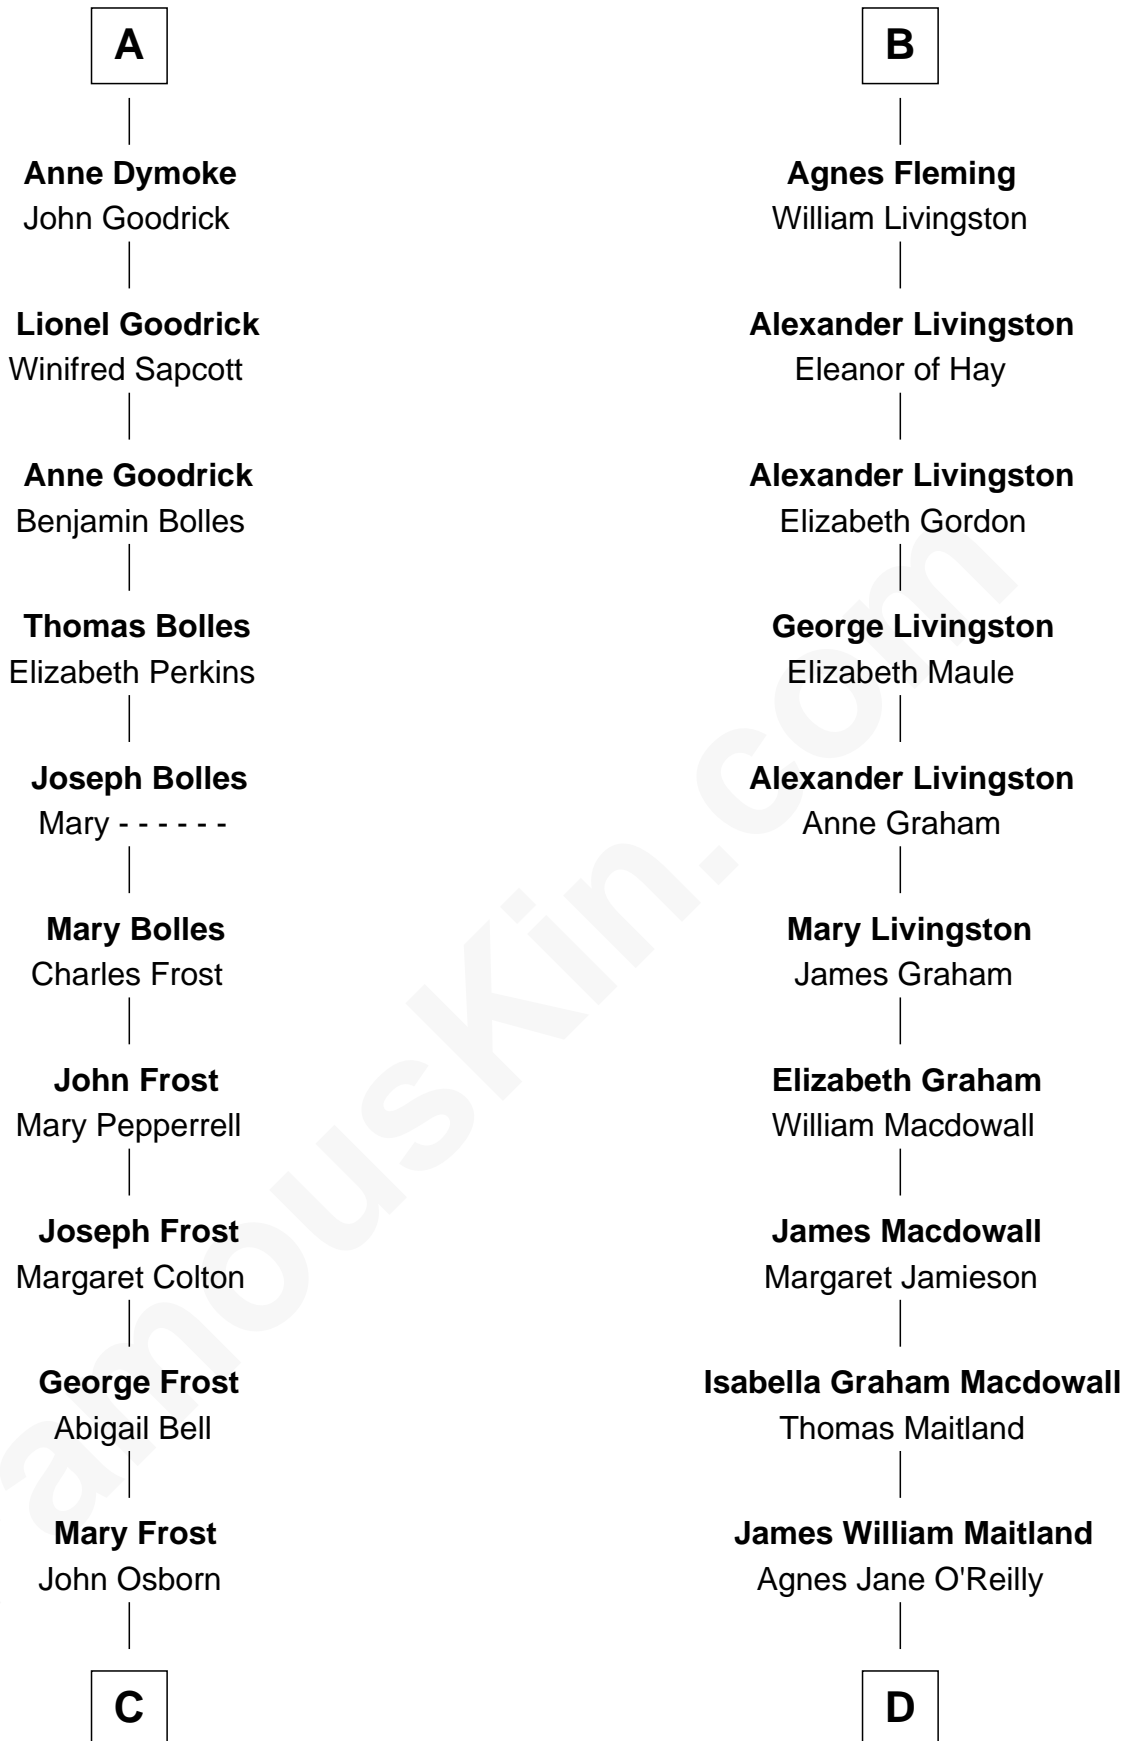 A
Anne Dymoke
John Goodrick
Lionel Goodrick
Winifred Sapcott
Anne Goodrick
Benjamin Bolles
Thomas Bolles
Elizabeth Perkins
Joseph Bolles
Mary - - - - - -
Mary Bolles
Charles Frost
John Frost
Mary Pepperrell
Joseph Frost
Margaret Colton
George Frost
Abigail Bell
Mary Frost
John Osborn
C
B
Agnes Fleming
William Livingston
Alexander Livingston
Eleanor of Hay
Alexander Livingston
Elizabeth Gordon
George Livingston
Elizabeth Maule
Alexander Livingston
Anne Graham
Mary Livingston
James Graham
Elizabeth Graham
William Macdowall
James Macdowall
Margaret Jamieson
Isabella Graham Macdowall
Thomas Maitland
James William Maitland
Agnes Jane O'Reilly
D
amousKin.com